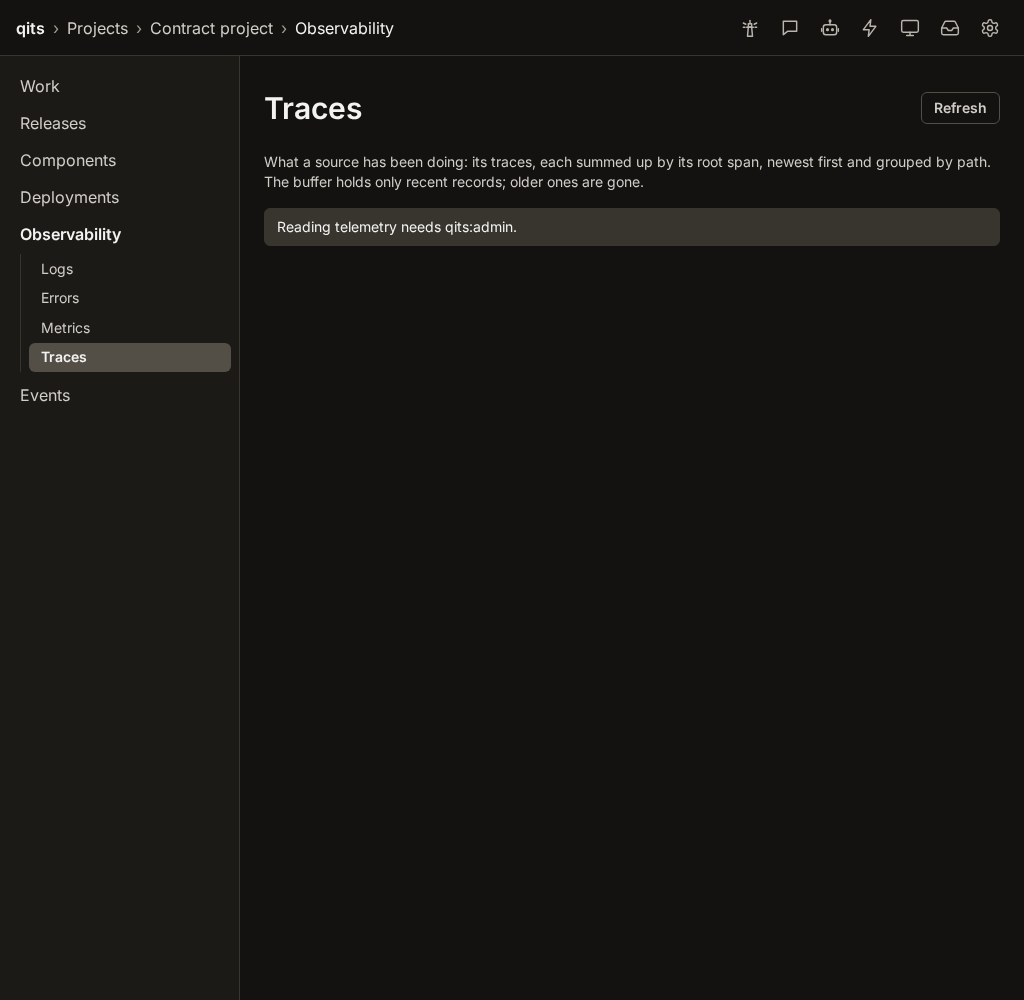 qits › Projects › Contract project › Observability
Work
Releases
Components
Deployments
Observability
Logs
Errors
Metrics
Traces
Events
Traces
Refresh
What a source has been doing: its traces, each summed up by its root span, newest first and grouped by path.
The buffer holds only recent records; older ones are gone.
Reading telemetry needs qits:admin.